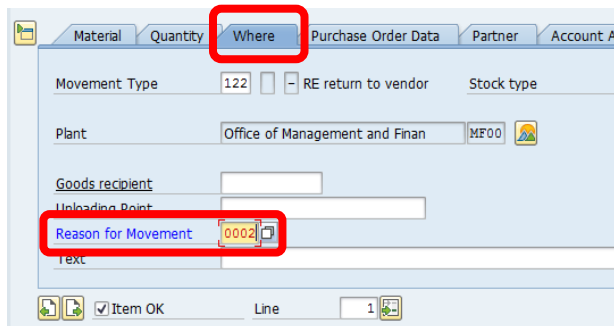 Material Quantity Where Purchase Order Data Partner Account A
Movement Type 122 - RE return to vendor Stock type
Plant Office of Management and Finan MF00
Goods recipient
Unloading Point
Reason for Movement 0002
Text
Item OK Line 1